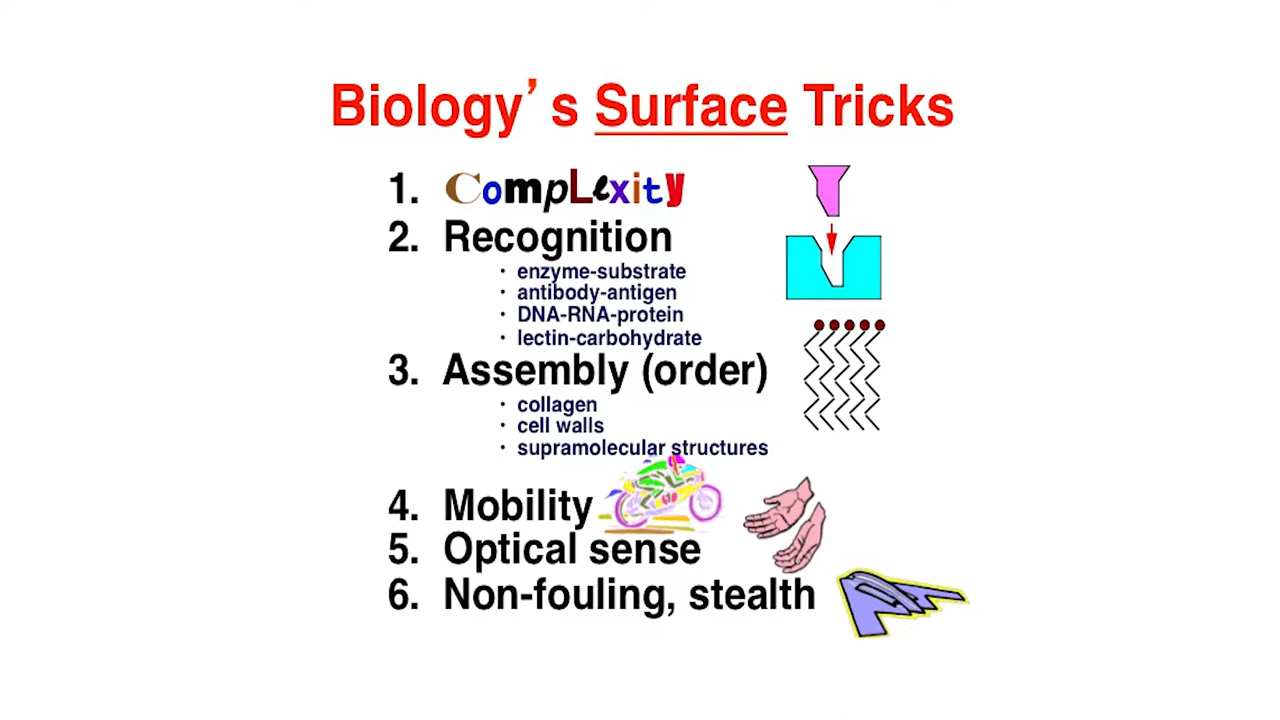 Biology's Surface Tricks
1. CompLexity
2. Recognition
· enzyme-substrate
· antibody-antigen
· DNA-RNA-protein
· lectin-carbohydrate
3. Assembly (order)
· collagen
· cell walls
· supramolecular structures
4. Mobility
5. Optical sense
6. Non-fouling, stealth